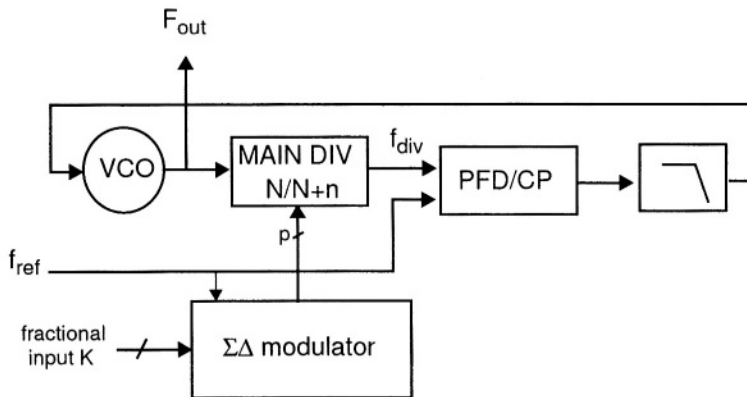 F_out
VCO
MAIN DIV
N/N+n
f_div
PFD/CP
p
f_ref
fractional
input K
ΣΔ modulator